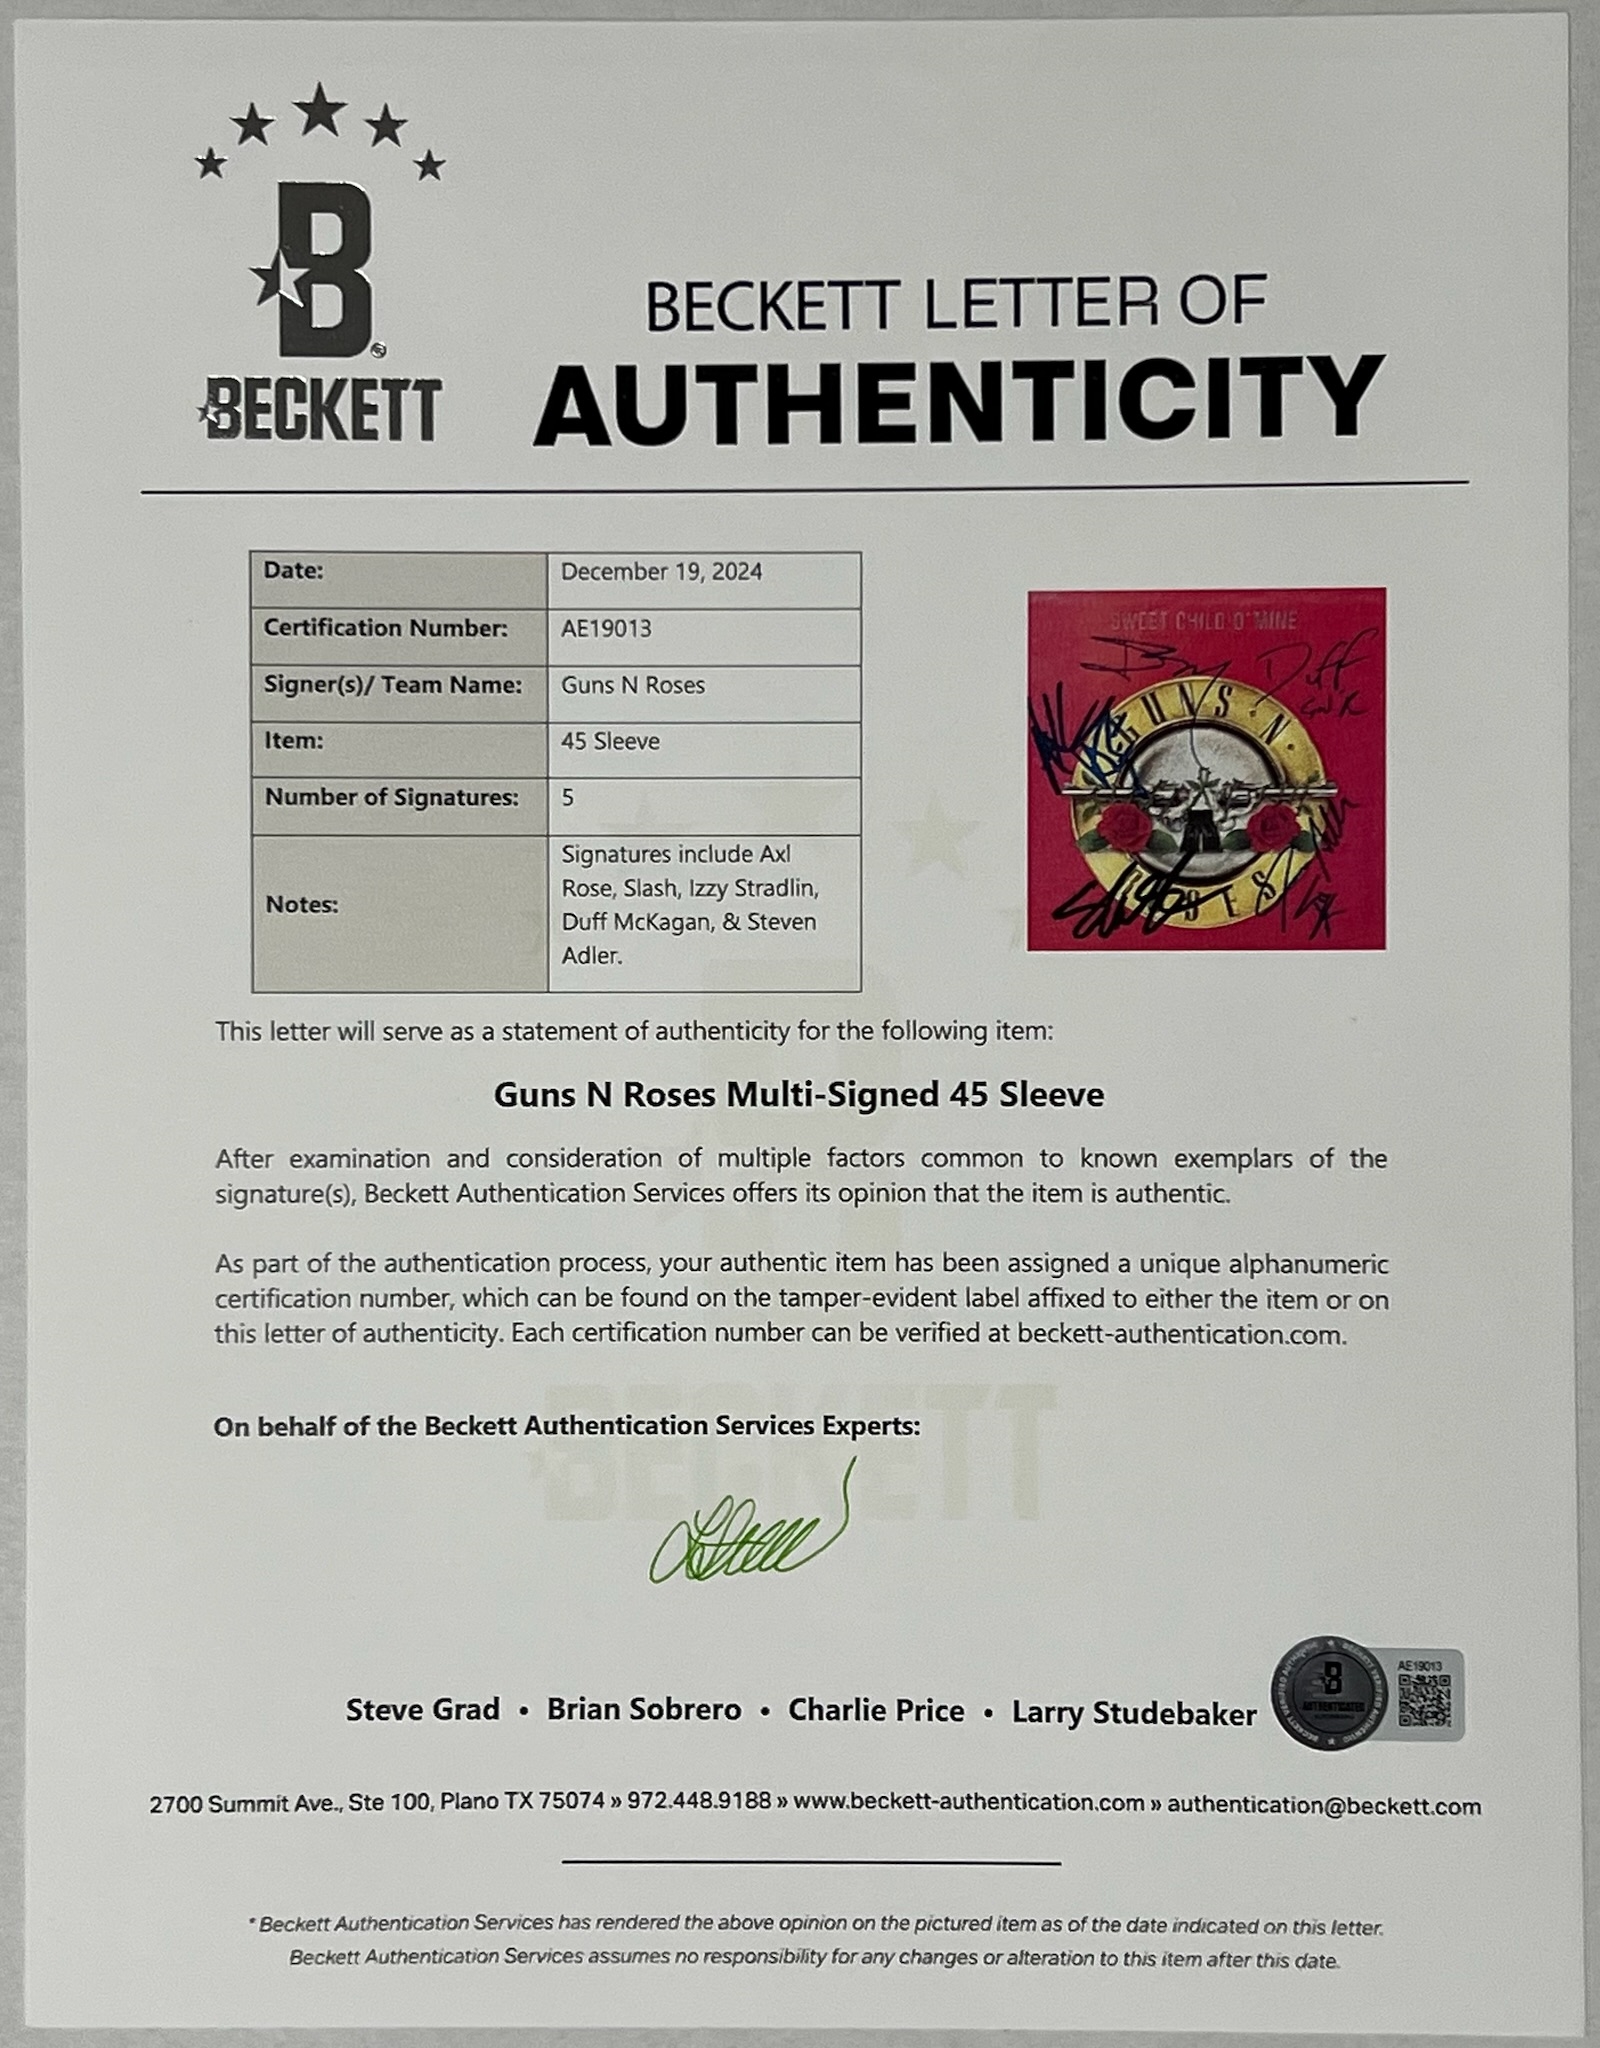 B®
BECKETT
BECKETT LETTER OF
AUTHENTICITY
Date: December 19, 2024
Certification Number: AE19013
Signer(s)/ Team Name: Guns N Roses
Item: 45 Sleeve
Number of Signatures: 5
Notes: Signatures include Axl
Rose, Slash, Izzy Stradlin,
Duff McKagan, & Steven
Adler.
SWEET CHILD O' MINE
Duff
GUNS N'
ROSES
This letter will serve as a statement of authenticity for the following item:
Guns N Roses Multi-Signed 45 Sleeve
After examination and consideration of multiple factors common to known exemplars of the
signature(s), Beckett Authentication Services offers its opinion that the item is authentic.
As part of the authentication process, your authentic item has been assigned a unique alphanumeric
certification number, which can be found on the tamper-evident label affixed to either the item or on
this letter of authenticity. Each certification number can be verified at beckett-authentication.com.
BECKETT
On behalf of the Beckett Authentication Services Experts:
Steve Grad • Brian Sobrero • Charlie Price • Larry Studebaker
B
AUTHENTICATED
AE19013
2700 Summit Ave., Ste 100, Plano TX 75074 » 972.448.9188 » www.beckett-authentication.com » authentication@beckett.com
*Beckett Authentication Services has rendered the above opinion on the pictured item as of the date indicated on this letter.
Beckett Authentication Services assumes no responsibility for any changes or alteration to this item after this date.